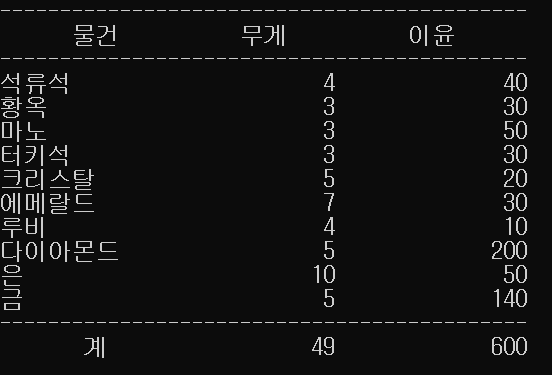 물건 무게 이윤
석류석 4 40
황옥 3 30
마노 3 50
터키석 3 30
크리스탈 5 20
에메랄드 7 30
루비 4 10
다이아몬드 5 200
은 10 50
금 5 140
계 49 600